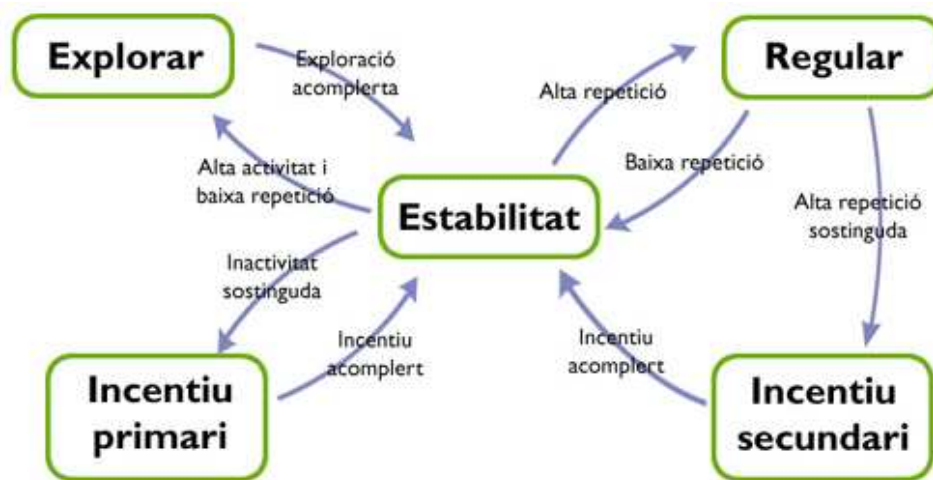 Explorar
Exploració
acomplerta
Alta repetició
Regular
Alta activitat i
baixa repetició
Baixa repetició
Estabilitat
Alta repetició
sostinguda
Inactivitat
sostinguda
Incentiu
acomplert
Incentiu
acomplert
Incentiu
primari
Incentiu
secundari